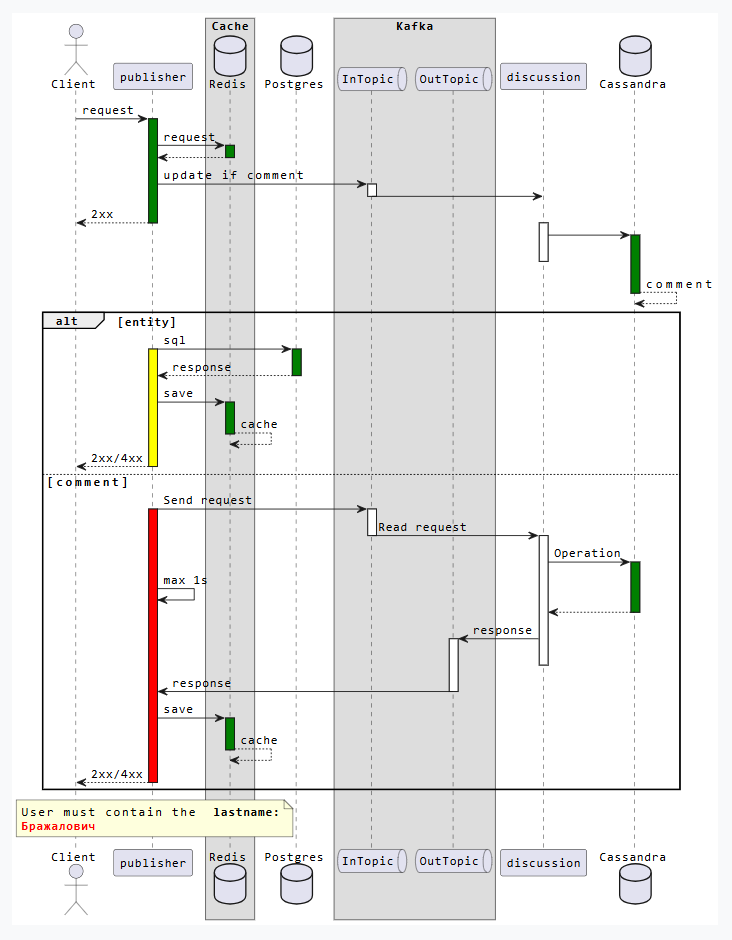 Cache
Kafka
Client
publisher
Redis
Postgres
InTopic
OutTopic
discussion
Cassandra
request
request
update if comment
2xx
comment
alt
[entity]
sql
response
save
cache
2xx/4xx
[comment]
Send request
Read request
Operation
max 1s
response
response
save
cache
2xx/4xx
User must contain the lastname:
Бражалович
Client
publisher
Redis
Postgres
InTopic
OutTopic
discussion
Cassandra